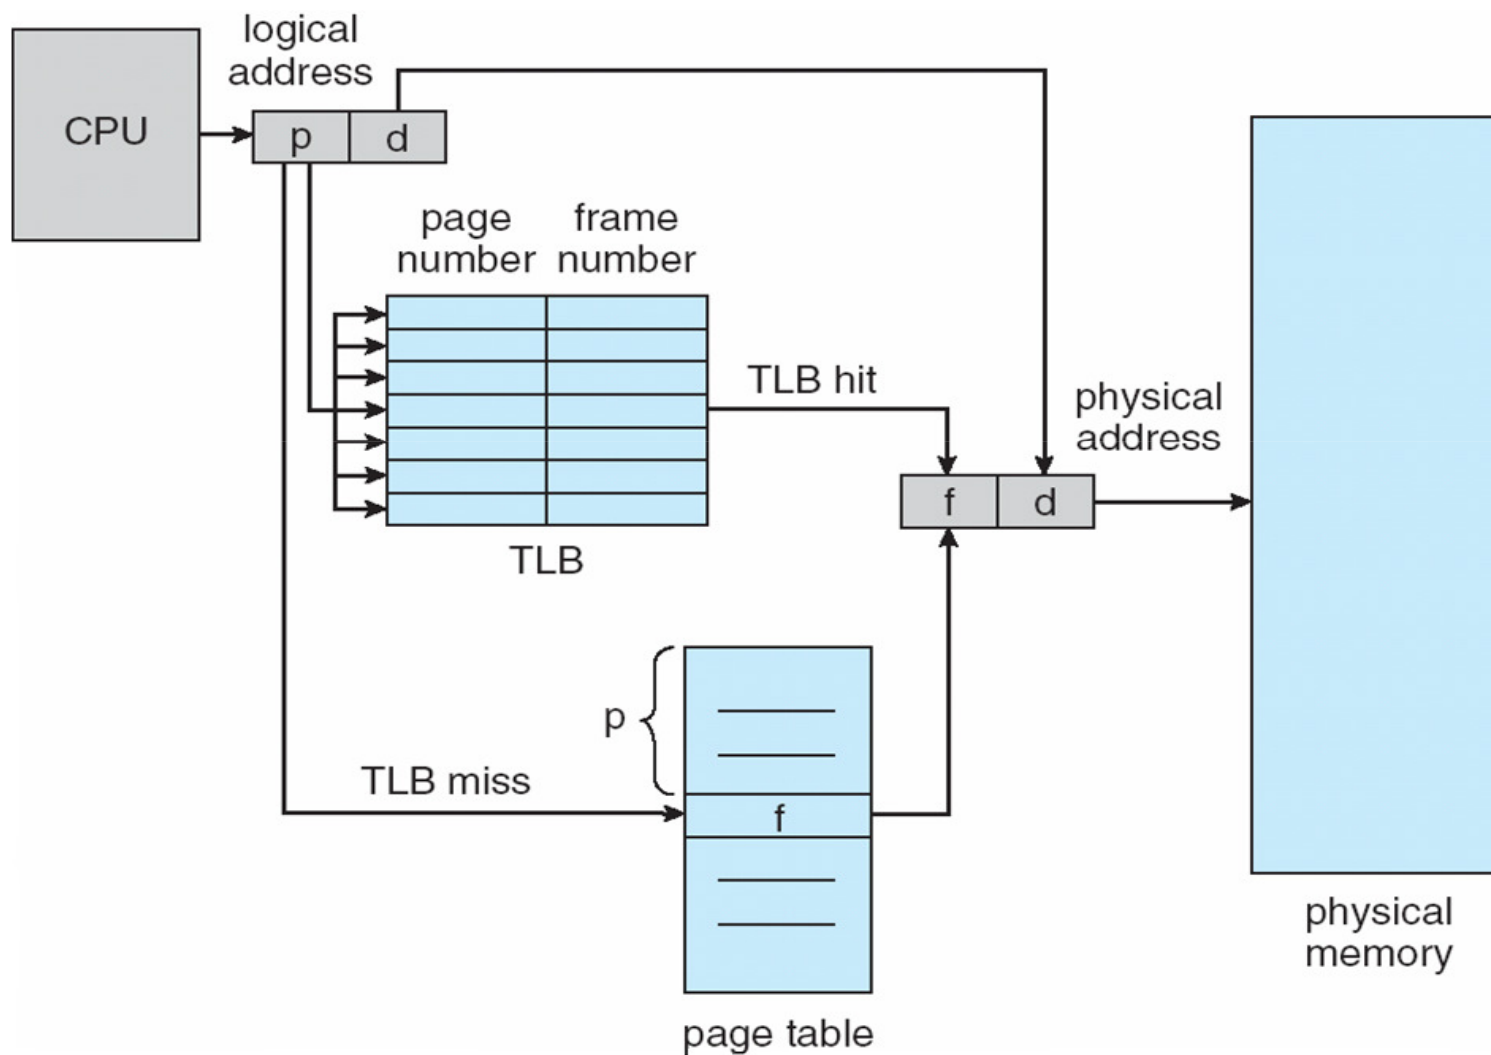 logical
address
CPU
p
d
page
number
frame
number
TLB hit
physical
address
f
d
TLB
p
TLB miss
f
physical
memory
page table